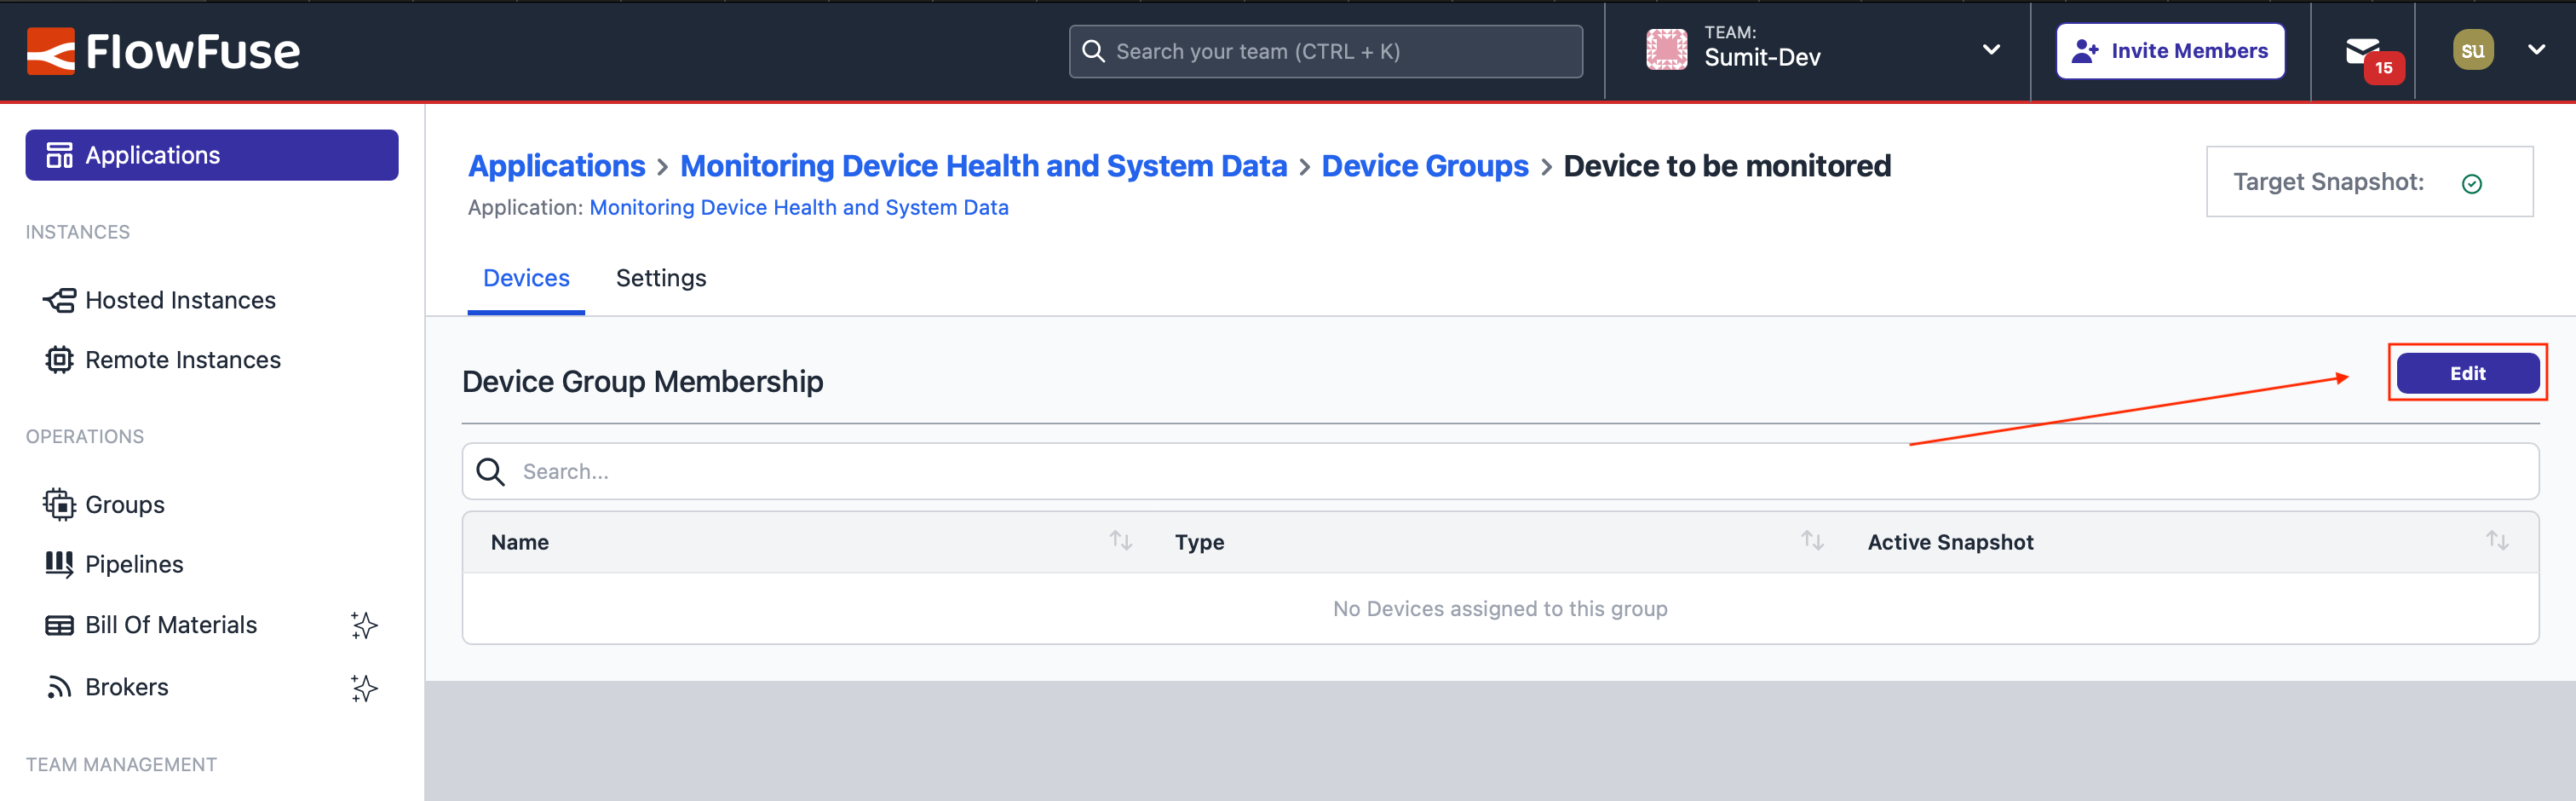 FlowFuse
Search your team (CTRL + K)
TEAM:
Sumit-Dev
Invite Members
15
su
Applications
INSTANCES
Hosted Instances
Remote Instances
OPERATIONS
Groups
Pipelines
Bill Of Materials
Brokers
TEAM MANAGEMENT
Applications > Monitoring Device Health and System Data > Device Groups > Device to be monitored
Application: Monitoring Device Health and System Data
Target Snapshot:
Devices Settings
Device Group Membership
Edit
Search...
Name Type Active Snapshot
No Devices assigned to this group